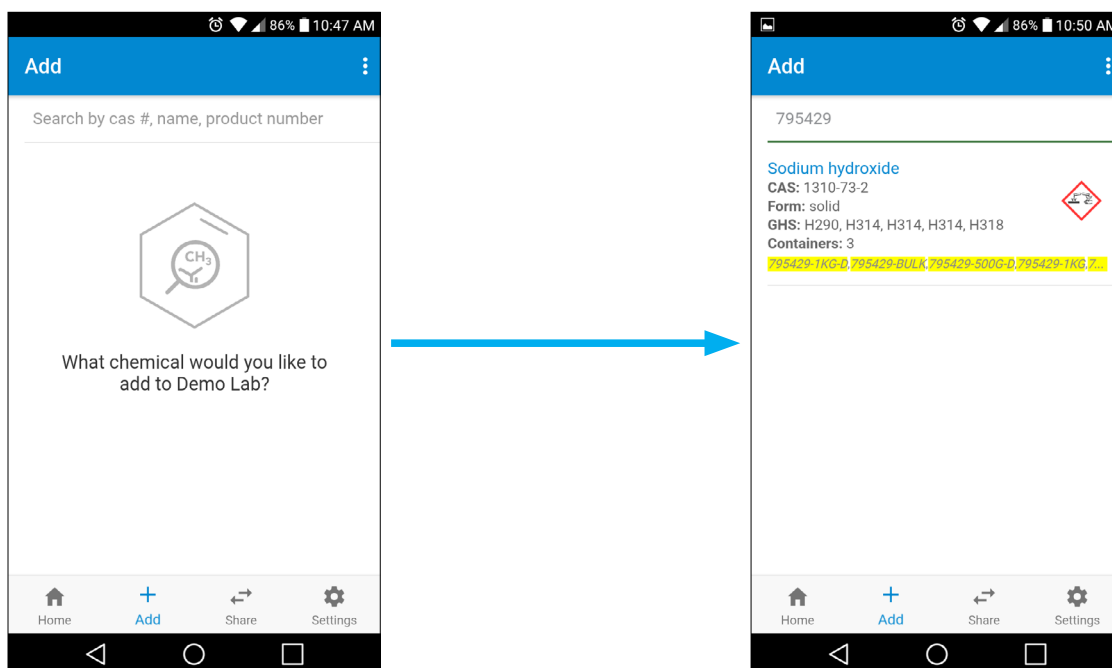 86% 10:47 AM
Add
Search by cas #, name, product number
CH3
What chemical would you like to
add to Demo Lab?
Home Add Share Settings
86% 10:50 AM
Add
795429
Sodium hydroxide
CAS: 1310-73-2
Form: solid
GHS: H290, H314, H314, H314, H318
Containers: 3
795429-1KG-D,795429-BULK,795429-500G-D,795429-1KG,7...
Home Add Share Settings